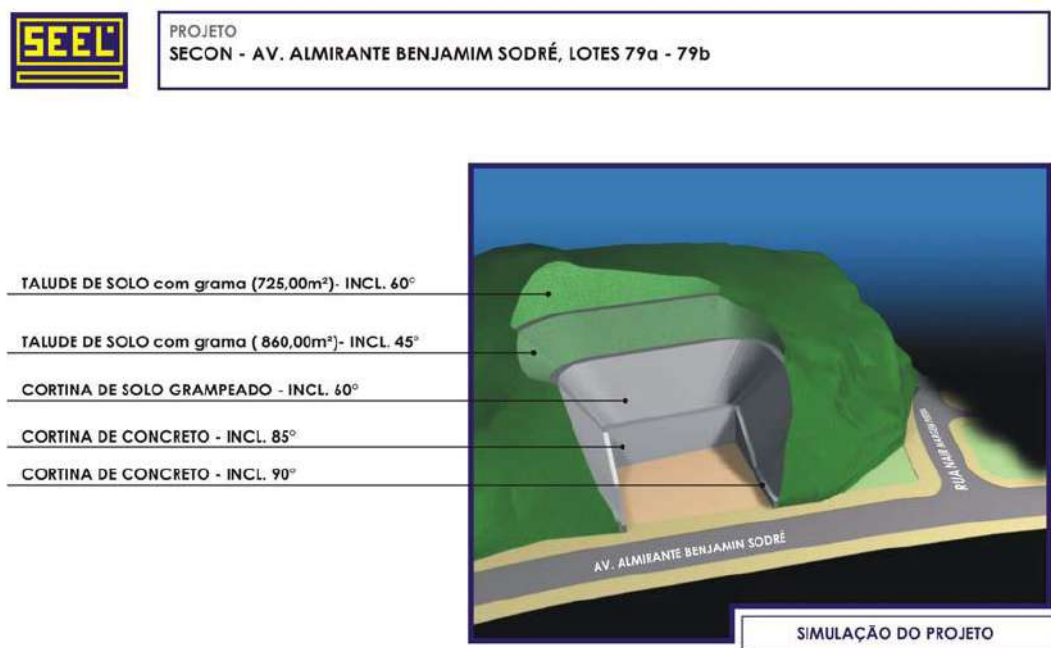 SEEL
PROJETO
SECON - AV. ALMIRANTE BENJAMIM SODRÉ, LOTES 79a - 79b
TALUDE DE SOLO com grama (725,00m²)- INCL. 60°
TALUDE DE SOLO com grama ( 860,00m²)- INCL. 45°
CORTINA DE SOLO GRAMPEADO - INCL. 60°
CORTINA DE CONCRETO - INCL. 85°
CORTINA DE CONCRETO - INCL. 90°
RUA NAIR
AV. ALMIRANTE BENJAMIN SODRÉ
SIMULAÇÃO DO PROJETO